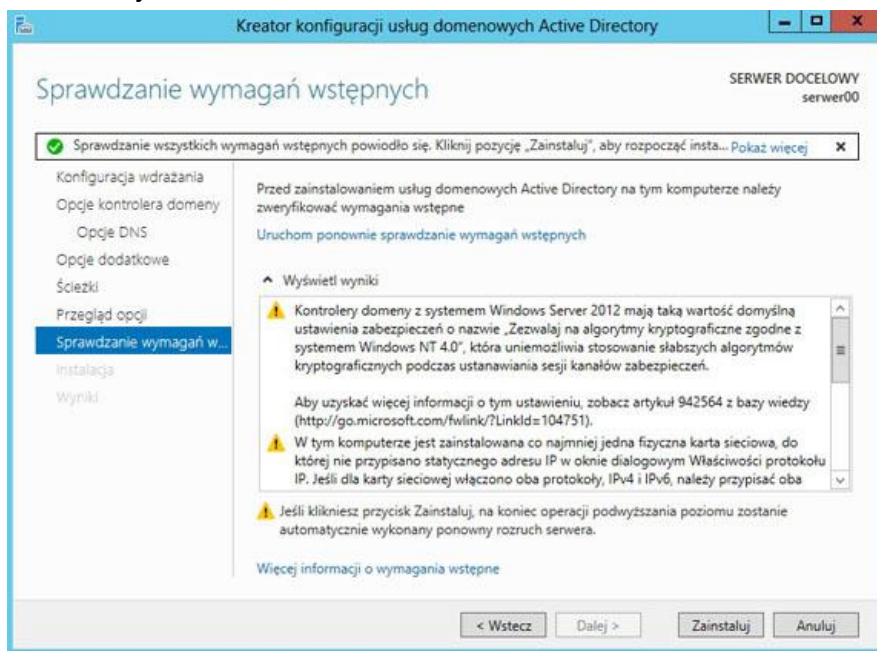 Kreator konfiguracji usług domenowych Active Directory
Sprawdzanie wymagań wstępnych
SERWER DOCELOWY
serwer00
Sprawdzanie wszystkich wymagań wstępnych powiodło się. Kliknij pozycję „Zainstaluj”, aby rozpocząć insta... Pokaż więcej
Konfiguracja wdrażania
Opcje kontrolera domeny
Opcje DNS
Opcje dodatkowe
Ścieżki
Przegląd opcji
Sprawdzanie wymagań w...
Instalacja
Wyniki
Przed zainstalowaniem usług domenowych Active Directory na tym komputerze należy
zweryfikować wymagania wstępne
Uruchom ponownie sprawdzanie wymagań wstępnych
Wyświetl wyniki
Kontrolery domeny z systemem Windows Server 2012 mają taką wartość domyślną
ustawienia zabezpieczeń o nazwie „Zezwalaj na algorytmy kryptograficzne zgodne z
systemem Windows NT 4.0”, która uniemożliwia stosowanie słabszych algorytmów
kryptograficznych podczas ustanawiania sesji kanałów zabezpieczeń.
Aby uzyskać więcej informacji o tym ustawieniu, zobacz artykuł 942564 z bazy wiedzy
(http://go.microsoft.com/fwlink/?LinkId=104751).
W tym komputerze jest zainstalowana co najmniej jedna fizyczna karta sieciowa, do
której nie przypisano statycznego adresu IP w oknie dialogowym Właściwości protokołu
IP. Jeśli dla karty sieciowej włączono oba protokoły, IPv4 i IPv6, należy przypisać oba
Jeśli klikniesz przycisk Zainstaluj, na koniec operacji podwyższania poziomu zostanie
automatycznie wykonany ponowny rozruch serwera.
Więcej informacji o wymagania wstępne
< Wstecz
Dalej >
Zainstaluj
Anuluj